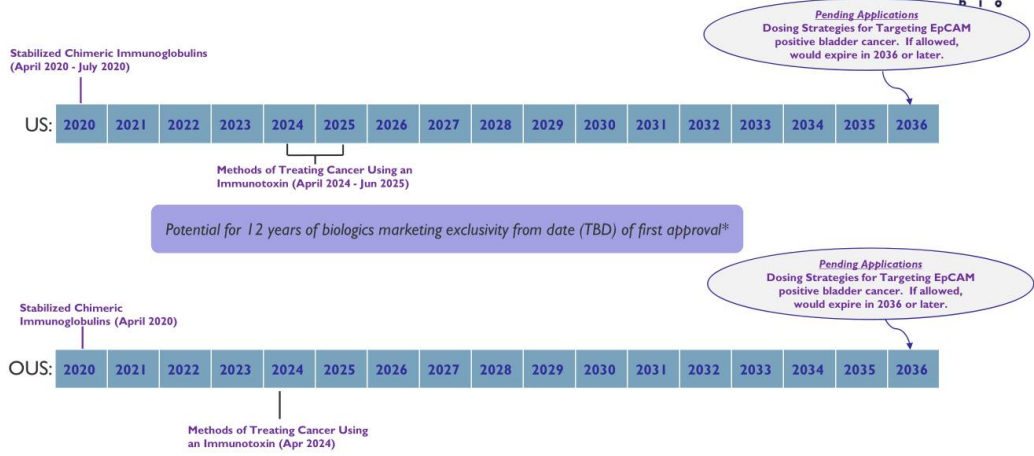 b i o
Pending Applications
Dosing Strategies for Targeting EpCAM
positive bladder cancer. If allowed,
would expire in 2036 or later.
Stabilized Chimeric Immunoglobulins
(April 2020 - July 2020)
US: 2020 2021 2022 2023 2024 2025 2026 2027 2028 2029 2030 2031 2032 2033 2034 2035 2036
Methods of Treating Cancer Using an
Immunotoxin (April 2024 - Jun 2025)
Potential for 12 years of biologics marketing exclusivity from date (TBD) of first approval*
Pending Applications
Dosing Strategies for Targeting EpCAM
positive bladder cancer. If allowed,
would expire in 2036 or later.
Stabilized Chimeric
Immunoglobulins (April 2020)
OUS: 2020 2021 2022 2023 2024 2025 2026 2027 2028 2029 2030 2031 2032 2033 2034 2035 2036
Methods of Treating Cancer Using
an Immunotoxin (Apr 2024)